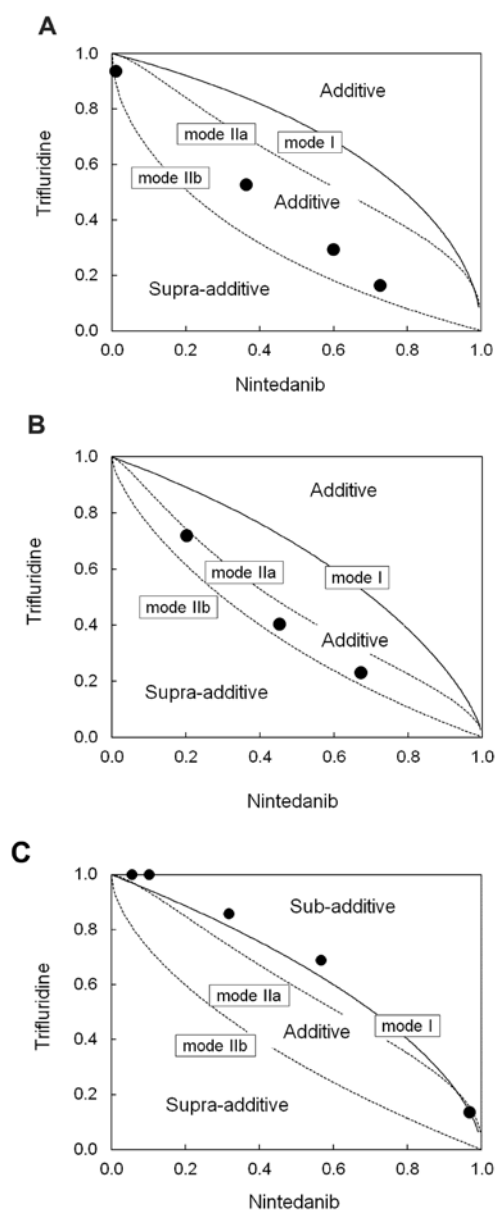 A
1.0
Additive
0.8
mode IIa
mode I
0.6
mode IIb
Additive
Trifluridine
0.4
Supra-additive
0.2
0.0
0.0 0.2 0.4 0.6 0.8 1.0
Nintedanib
B
1.0
Additive
0.8
mode IIa
mode I
0.6
mode IIb
Trifluridine
0.4
Additive
Supra-additive
0.2
0.0
0.0 0.2 0.4 0.6 0.8 1.0
Nintedanib
C
1.0
Sub-additive
0.8
0.6
mode IIa
Trifluridine
mode I
0.4
Additive
mode IIb
Supra-additive
0.2
0.0
0.0 0.2 0.4 0.6 0.8 1.0
Nintedanib